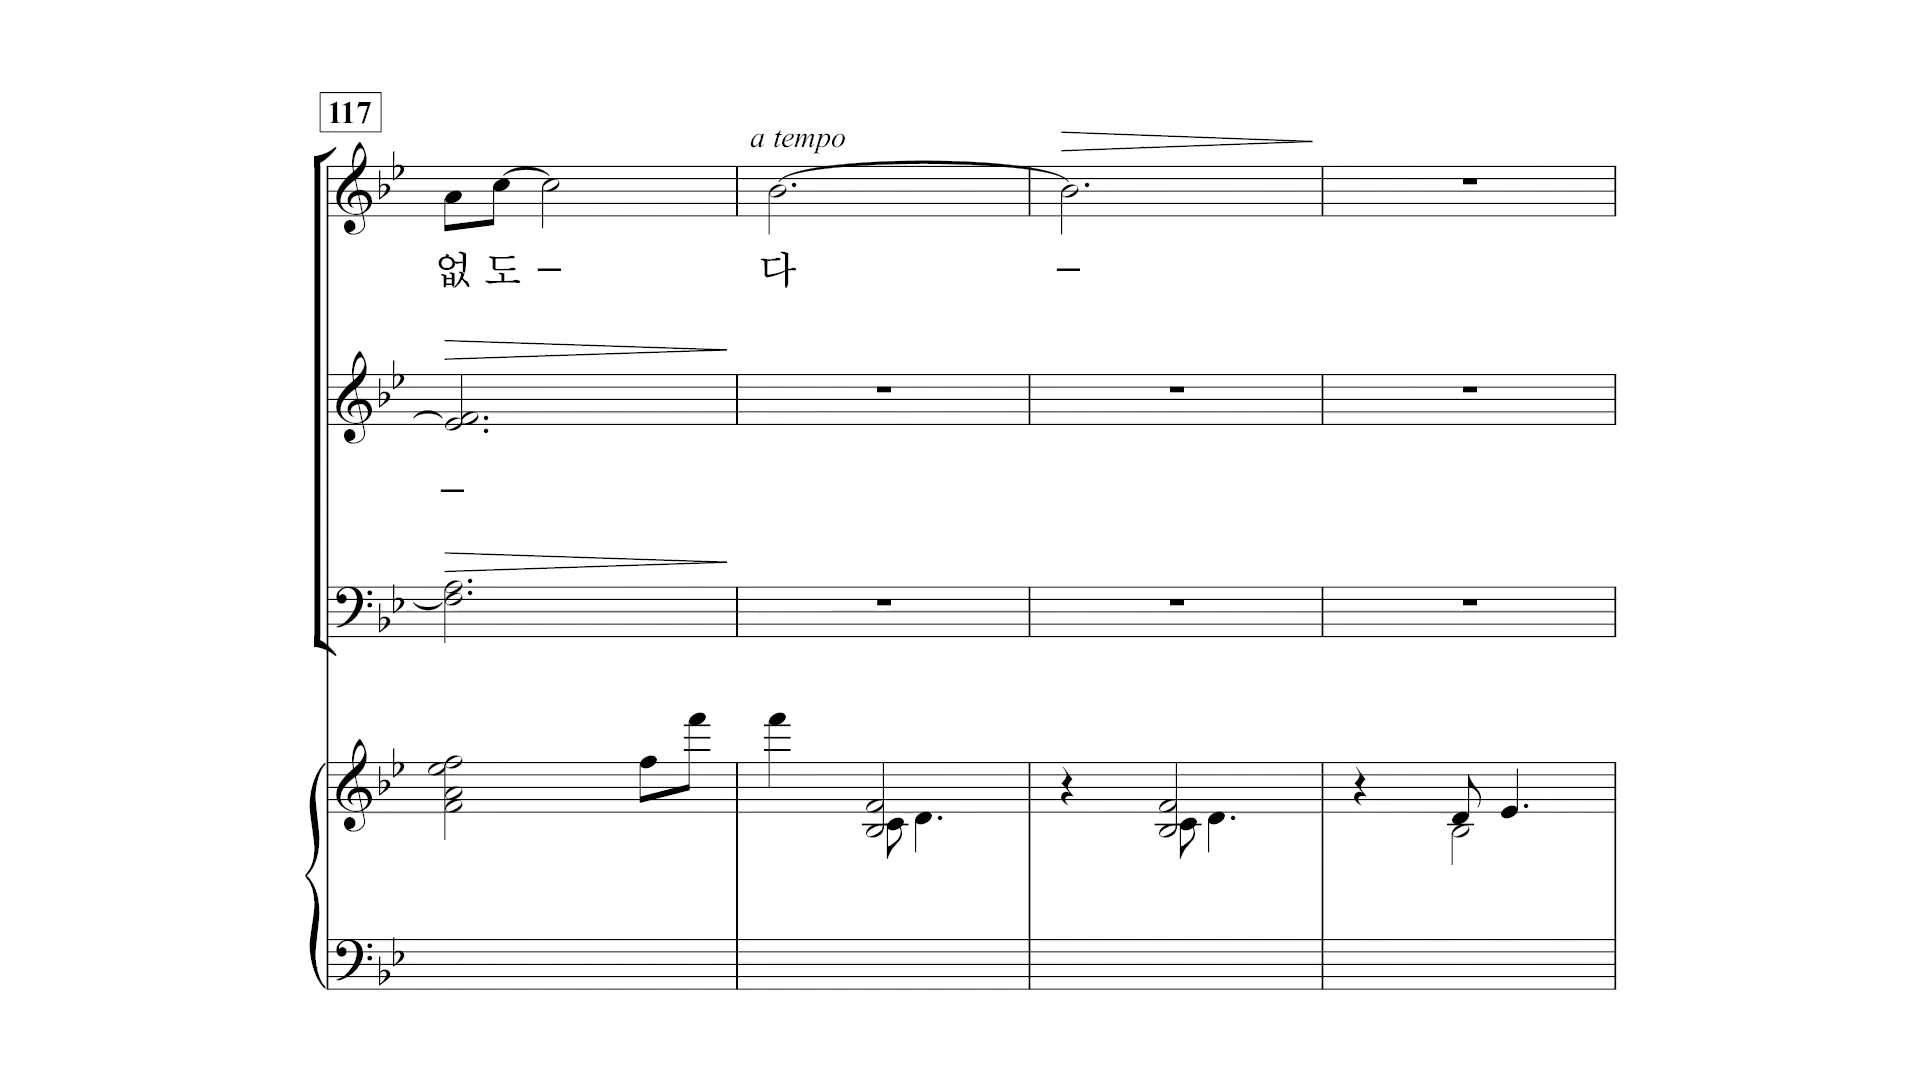 117
a tempo
없 도 – 다 –
–